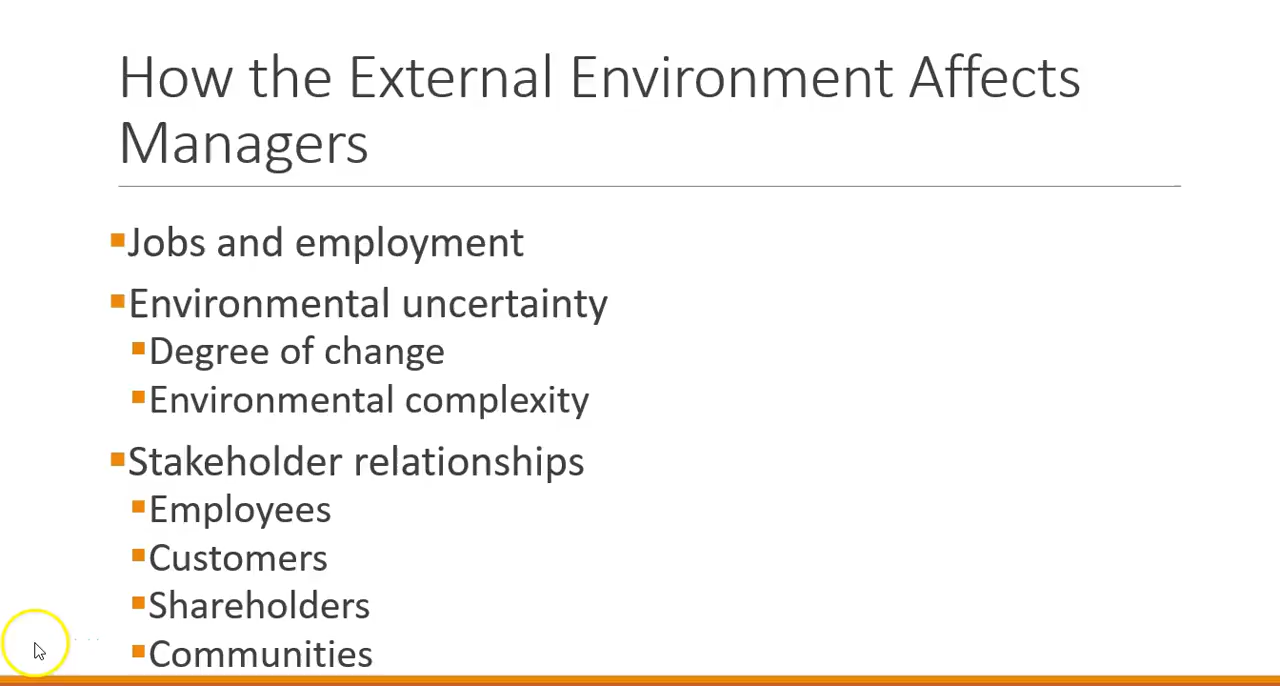 How the External Environment Affects
Managers
Jobs and employment
Environmental uncertainty
Degree of change
Environmental complexity
Stakeholder relationships
Employees
Customers
Shareholders
Communities